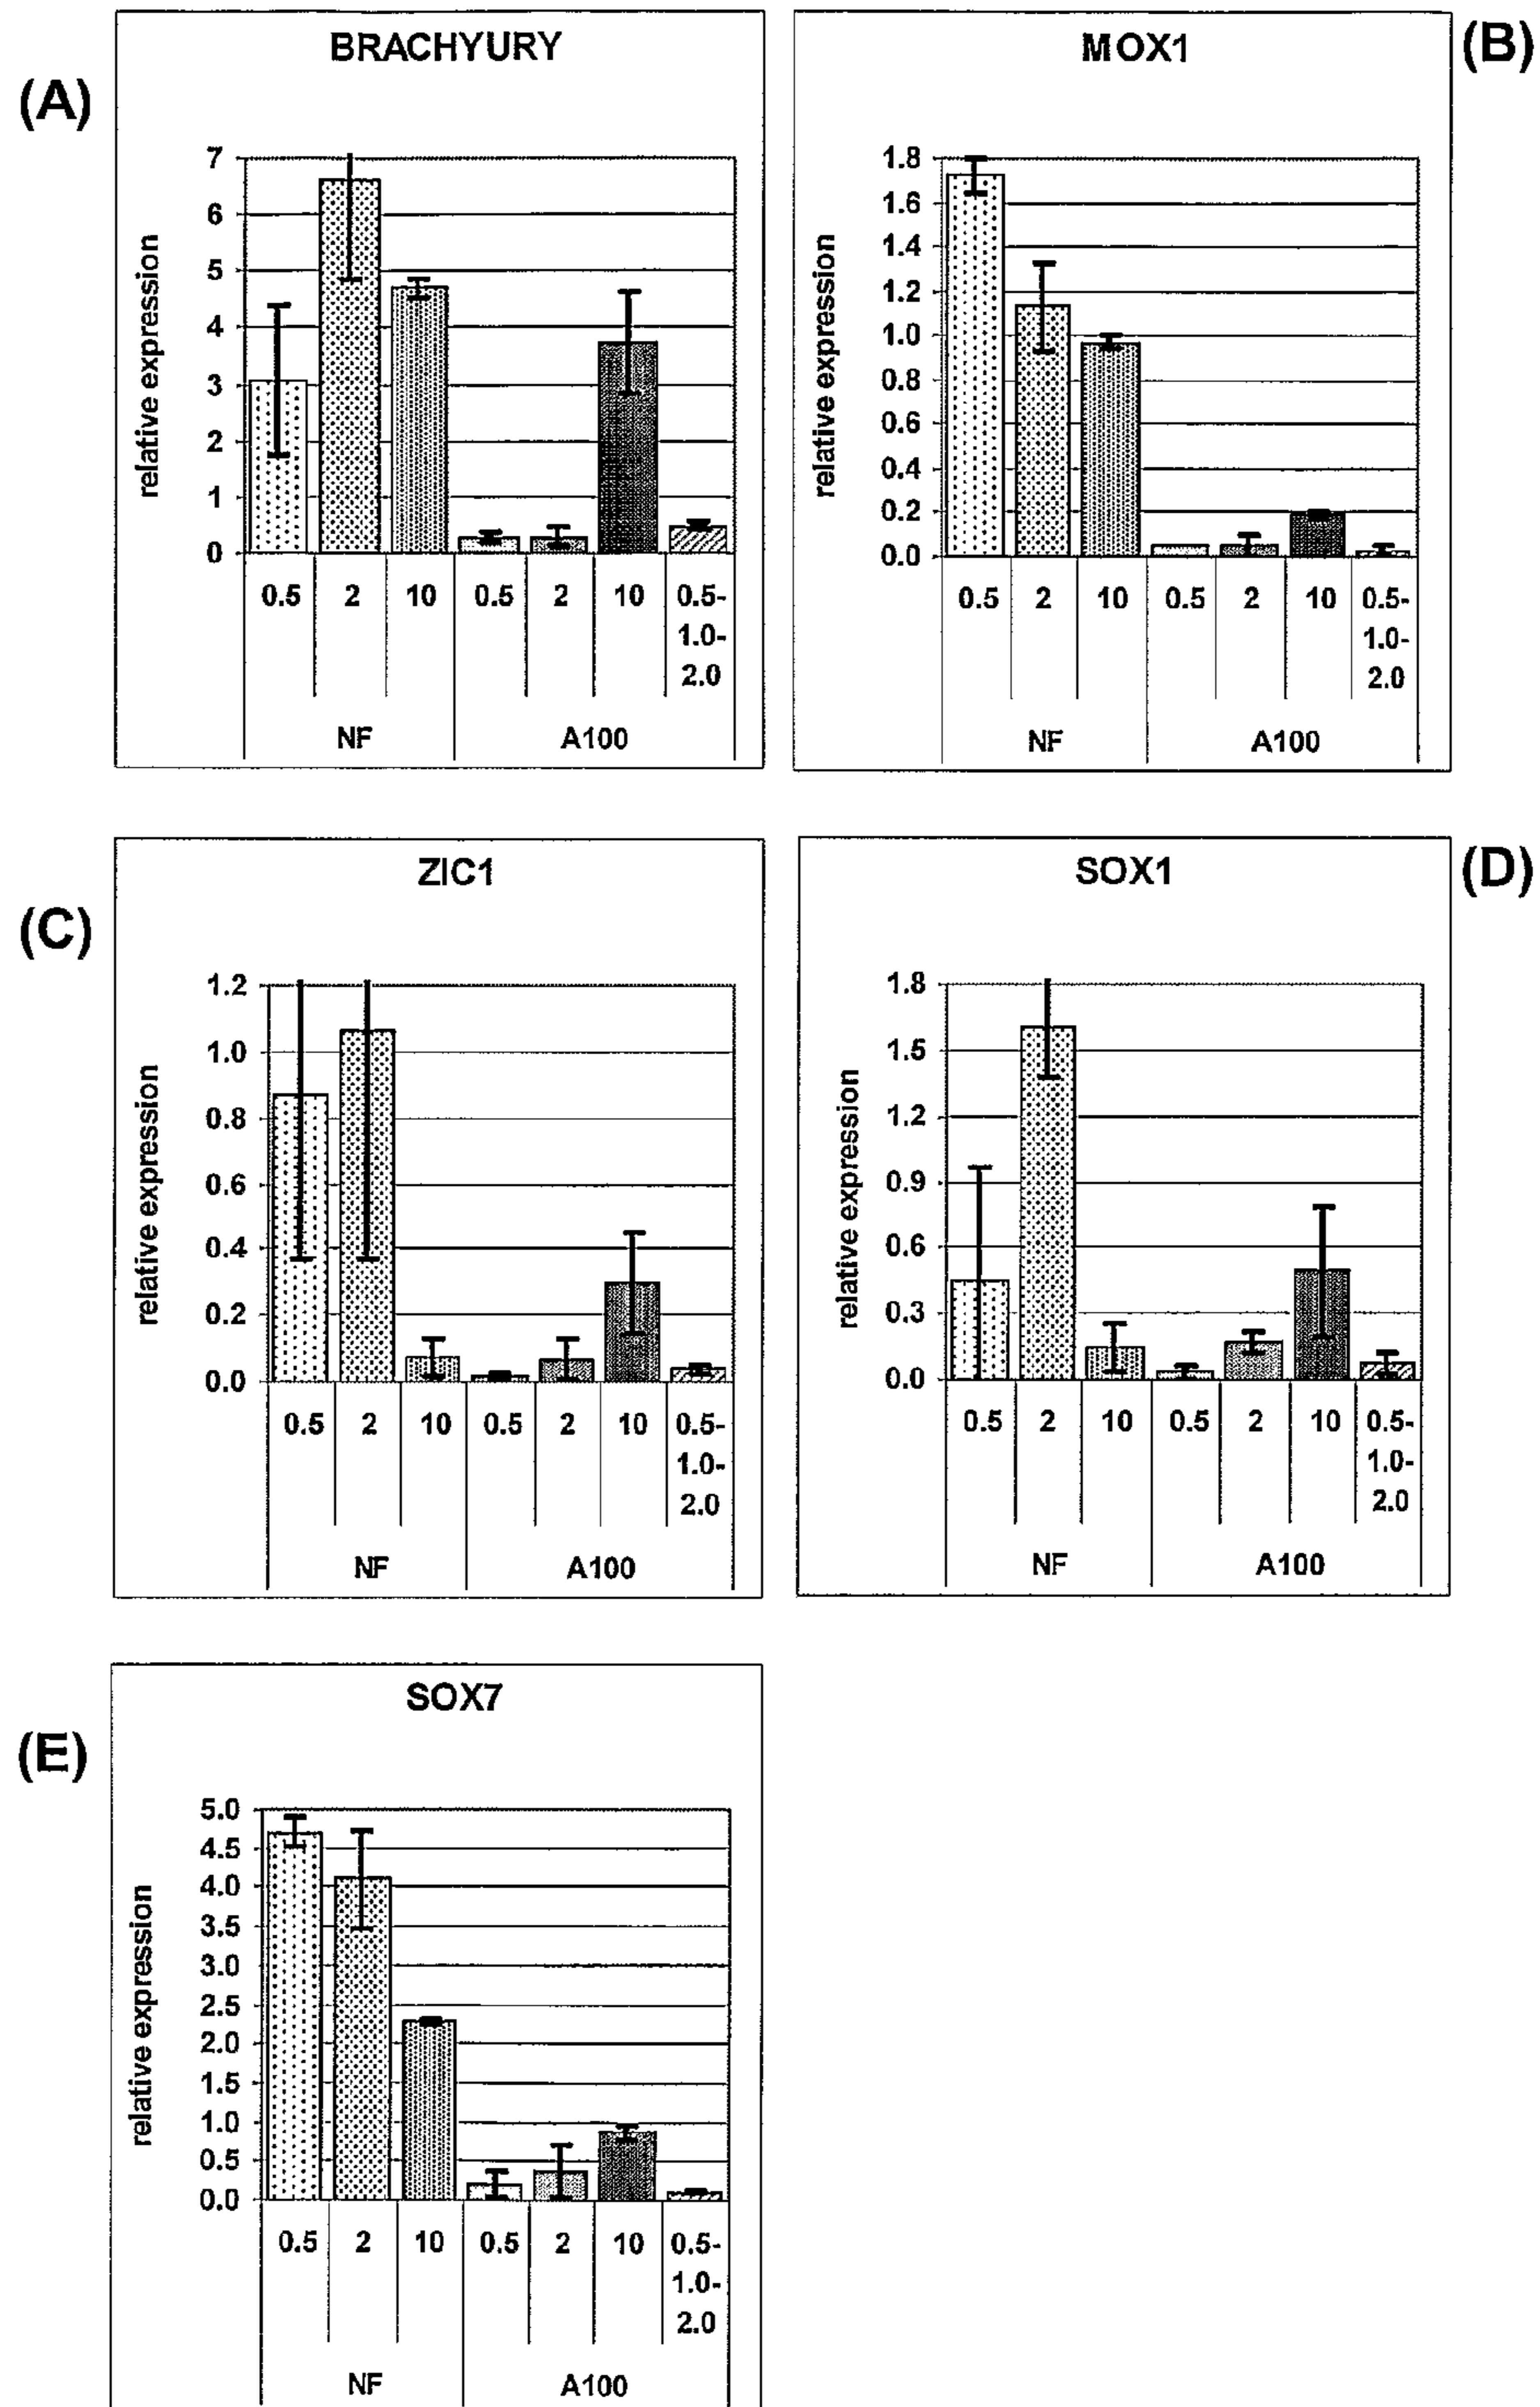 (A)
BRACHYURY
relative expression
7
6
5
4
3
2
1
0
0.5 2 10 0.5 2 10 0.5-
1.0-
2.0
NF A100
(B)
MOX1
relative expression
1.8
1.6
1.4
1.2
1.0
0.8
0.6
0.4
0.2
0.0
0.5 2 10 0.5 2 10 0.5-
1.0-
2.0
NF A100
(C)
ZIC1
relative expression
1.2
1.0
0.8
0.6
0.4
0.2
0.0
0.5 2 10 0.5 2 10 0.5-
1.0-
2.0
NF A100
(D)
SOX1
relative expression
1.8
1.5
1.2
0.9
0.6
0.3
0.0
0.5 2 10 0.5 2 10 0.5-
1.0-
2.0
NF A100
(E)
SOX7
relative expression
5.0
4.5
4.0
3.5
3.0
2.5
2.0
1.5
1.0
0.5
0.0
0.5 2 10 0.5 2 10 0.5-
1.0-
2.0
NF A100